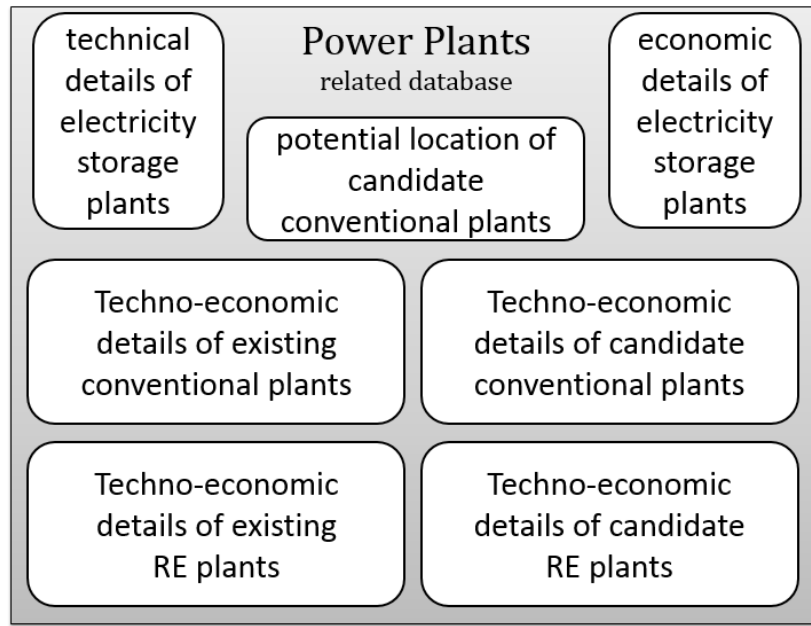 Power Plants
related database
technical
details of
electricity
storage
plants
potential location of
candidate
conventional plants
economic
details of
electricity
storage
plants
Techno-economic
details of existing
conventional plants
Techno-economic
details of candidate
conventional plants
Techno-economic
details of existing
RE plants
Techno-economic
details of candidate
RE plants